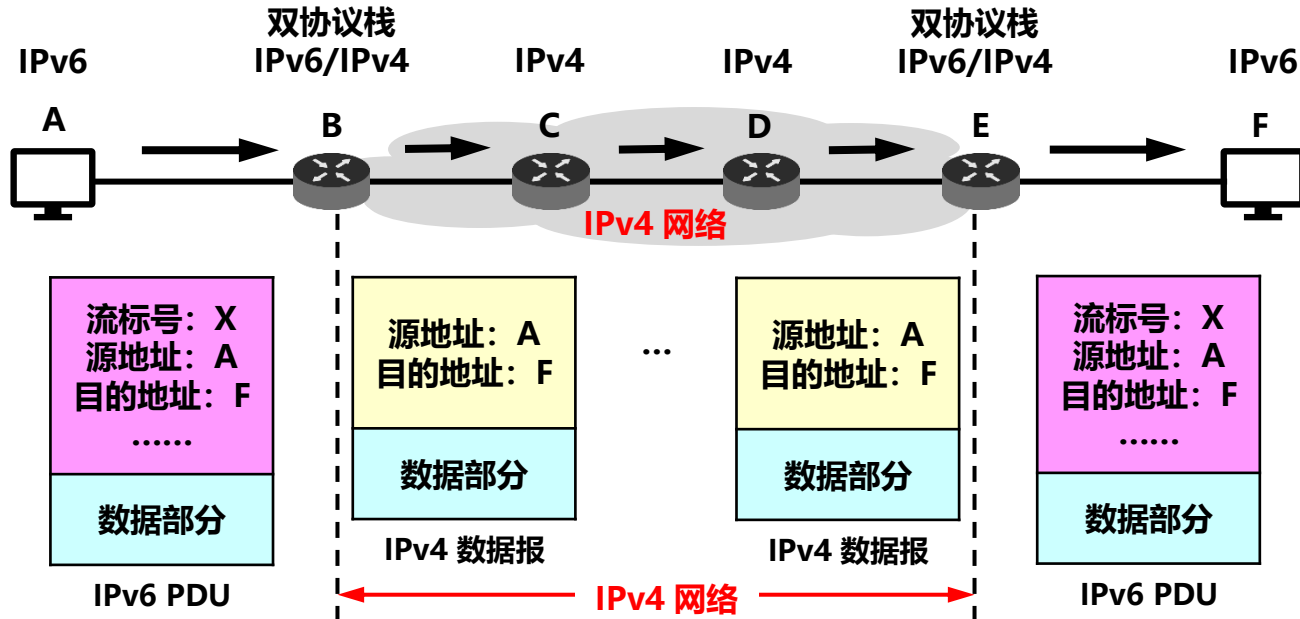 双协议栈
双协议栈
IPv6
IPv6/IPv4
IPv4
IPv4
IPv6/IPv4
IPv6
A
B
C
D
E
F
IPv4 网络
流标号：X
源地址：A
目的地址：F
……
数据部分
IPv6 PDU
源地址：A
目的地址：F
数据部分
IPv4 数据报
…
源地址：A
目的地址：F
数据部分
IPv4 数据报
流标号：X
源地址：A
目的地址：F
……
数据部分
IPv6 PDU
IPv4 网络